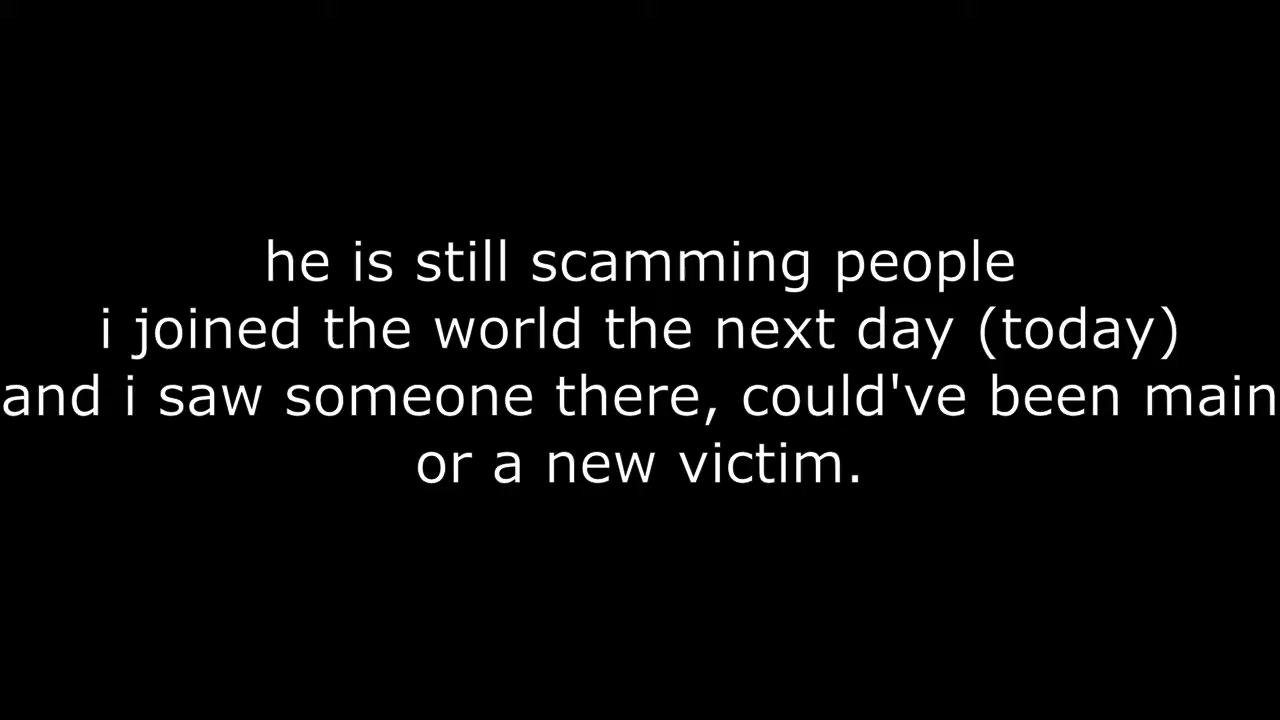 he is still scamming people
i joined the world the next day (today)
and i saw someone there, could've been main
or a new victim.